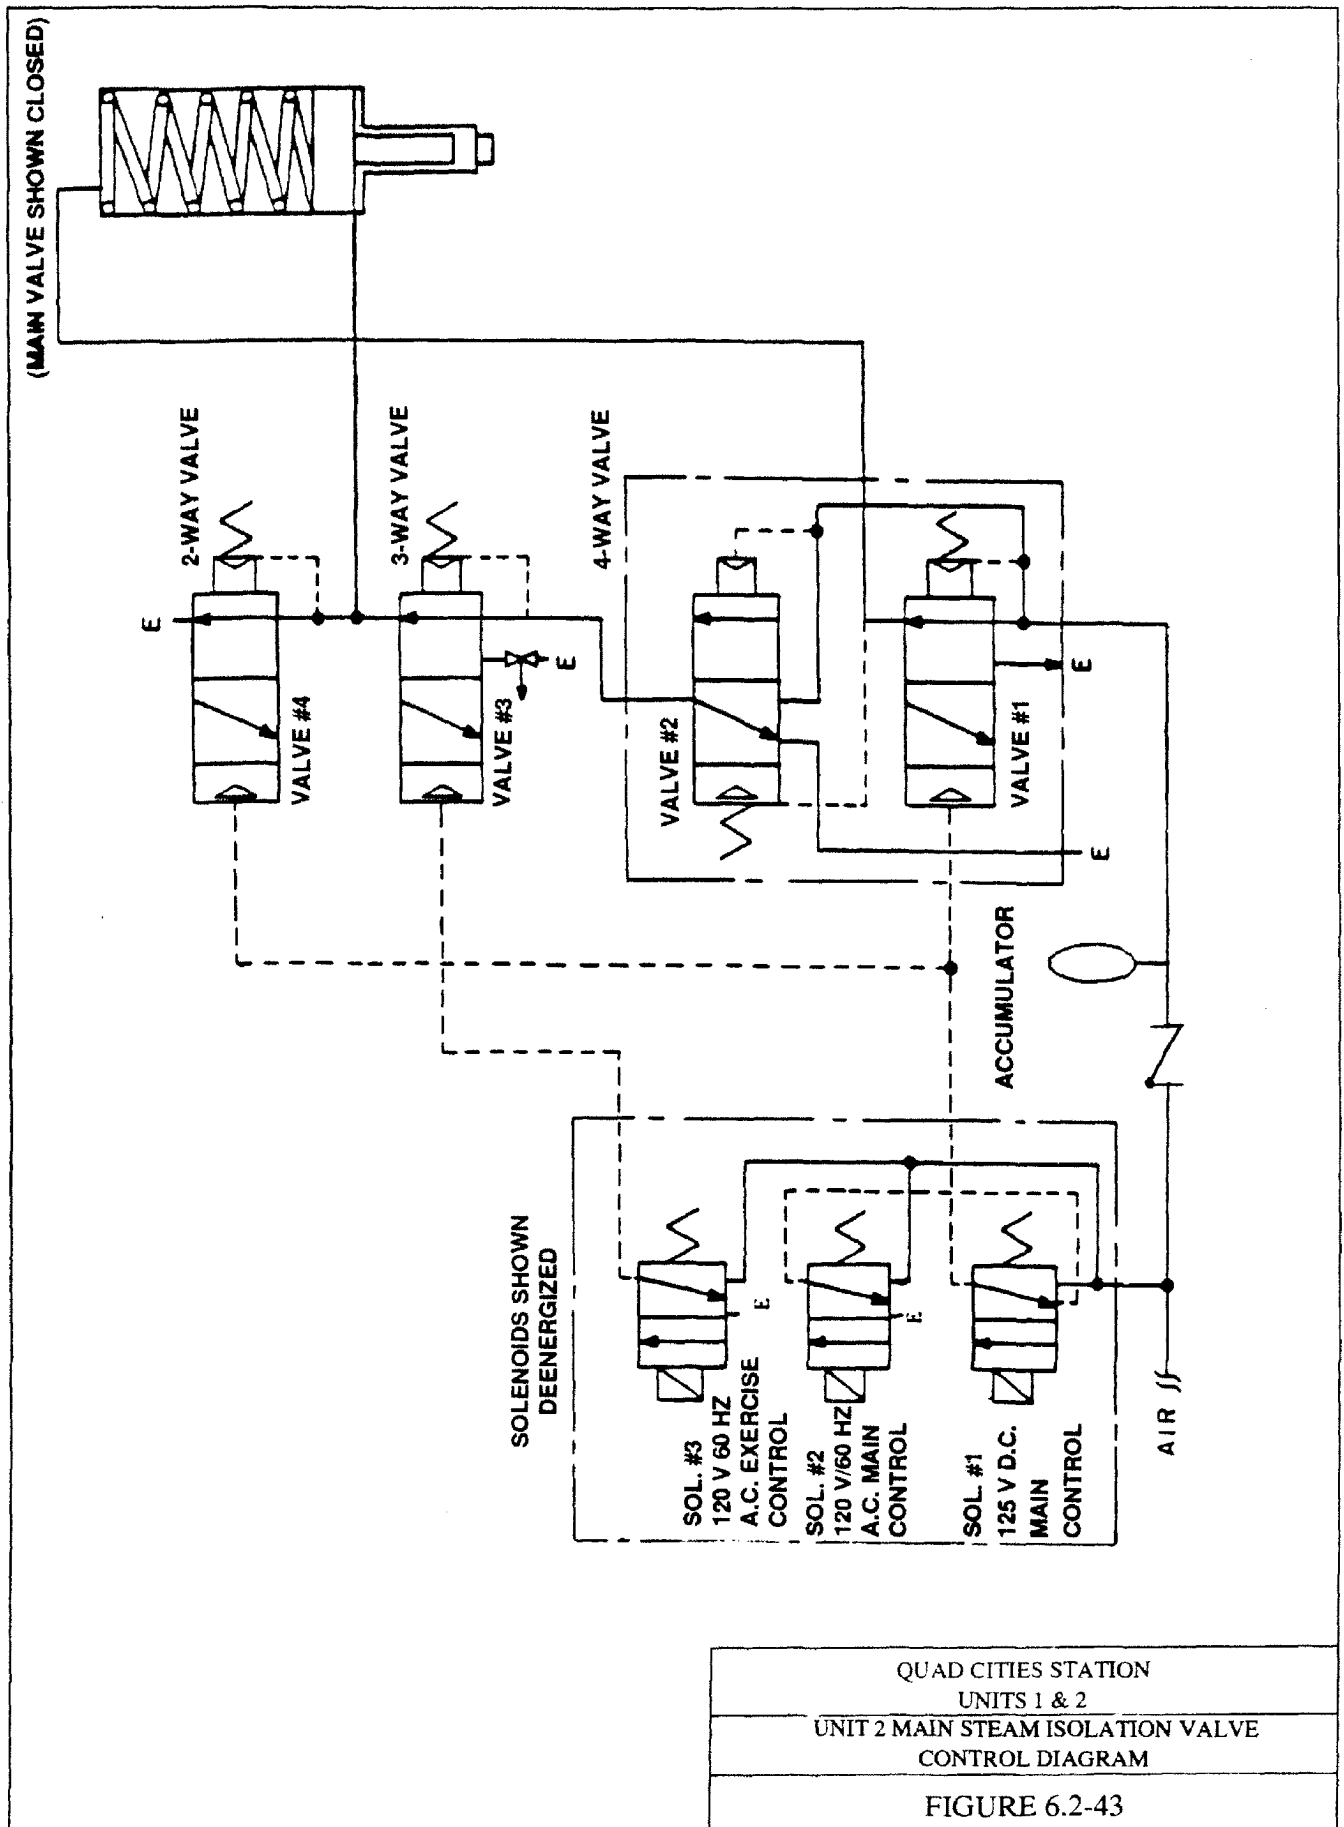 (MAIN VALVE SHOWN CLOSED)
2-WAY VALVE
E
VALVE #4
3-WAY VALVE
E
VALVE #3
4-WAY VALVE
VALVE #2
E
VALVE #1
E
ACCUMULATOR
SOLENOIDS SHOWN
DEENERGIZED
E
SOL. #3
120 V 60 HZ
A.C. EXERCISE
CONTROL
E
SOL. #2
120 V/60 HZ
A.C. MAIN
CONTROL
SOL. #1
125 V D.C.
MAIN
CONTROL
AIR
QUAD CITIES STATION
UNITS 1 & 2
UNIT 2 MAIN STEAM ISOLATION VALVE
CONTROL DIAGRAM
FIGURE 6.2-43